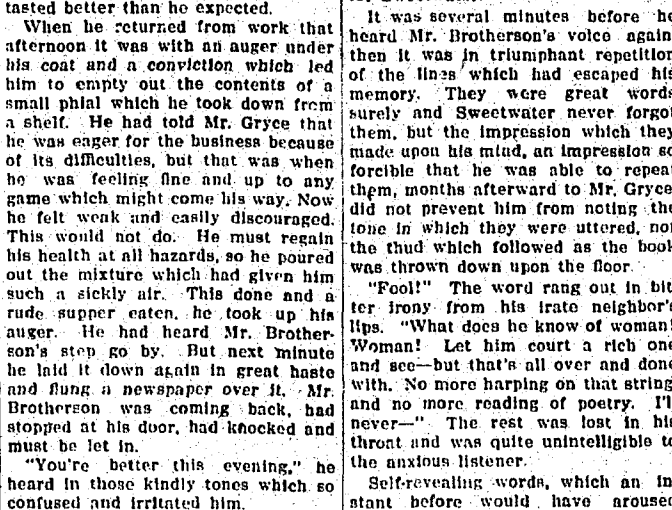 tasted better than he expected.
When he returned from work that
afternoon it was with an auger under
his coat and a conviction which led
him to empty out the contents of a
small phial which he took down from
a shelf. He had told Mr. Gryce that
he was eager for the business because
of its difficulties, but that was when
he was feeling fine and up to any
game which might come his way. Now
he felt weak and easily discouraged.
This would not do. He must regain
his health at all hazards, so he poured
out the mixture which had given him
such a sickly air. This done and a
rude supper eaten, he took up his
auger. He had heard Mr. Brother-
son's step go by. But next minute
he laid it down again in great haste
and flung a newspaper over it. Mr.
Brotherson was coming back, had
stopped at his door, had knocked and
must be let in.
"You're better this evening," he
heard in those kindly tones which so
confused and irritated him.
It was several minutes before he
heard Mr. Brotherson's voice again
then it was in triumphant repetition
of the lines which had escaped his
memory. They were great words
surely and Sweetwater never forgot
them, but the impression which they
made upon his mind, an impression so
forcible that he was able to repeat
them, months afterward to Mr. Gryce
did not prevent him from noting the
tone in which they were uttered, nor
the thud which followed as the book
was thrown down upon the floor.
"Fool!" The word rang out in bit
ter irony from his irate neighbor's
lips. "What does he know of woman!
Woman! Let him court a rich one
and see—but that's all over and done
with. No more harping on that string
and no more reading of poetry. I'll
never—" The rest was lost in his
throat and was quite unintelligible to
the anxious listener.
Self-revealing words, which an in
stant before would have aroused